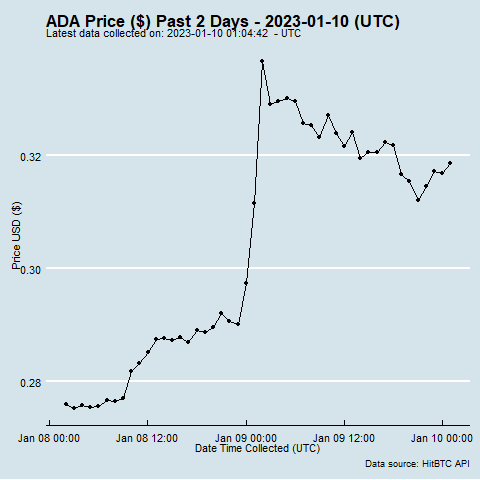 ADA Price ($) Past 2 Days - 2023-01-10 (UTC)
Latest data collected on: 2023-01-10 01:04:42 - UTC
0.32
0.30
0.28
Price USD ($)
Jan 08 00:00 Jan 08 12:00 Jan 09 00:00 Jan 09 12:00 Jan 10 00:00
Date Time Collected (UTC)
Data source: HitBTC API